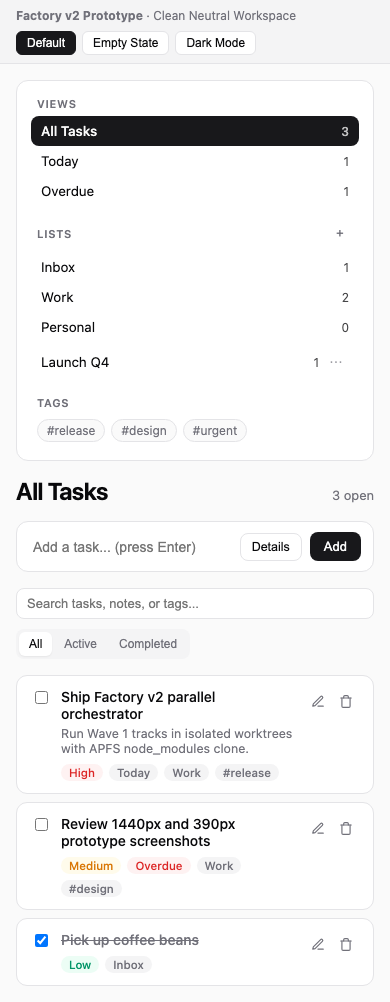 Factory v2 Prototype · Clean Neutral Workspace
Default Empty State Dark Mode
VIEWS
All Tasks 3
Today 1
Overdue 1
LISTS +
Inbox 1
Work 2
Personal 0
Launch Q4 1 ···
TAGS
#release #design #urgent
All Tasks 3 open
Add a task... (press Enter) Details Add
Search tasks, notes, or tags...
All Active Completed
Ship Factory v2 parallel
orchestrator
Run Wave 1 tracks in isolated worktrees
with APFS node_modules clone.
High Today Work #release
Review 1440px and 390px
prototype screenshots
Medium Overdue Work
#design
Pick up coffee beans
Low Inbox